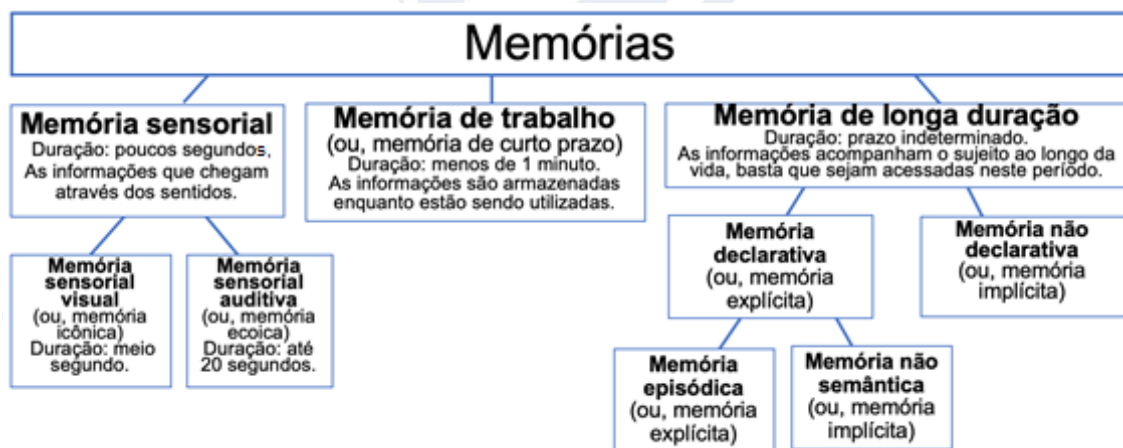 Memórias
Memória sensorial
Duração: poucos segundos,
As informações que chegam
através dos sentidos.
Memória de trabalho
(ou, memória de curto prazo)
Duração: menos de 1 minuto.
As informações são armazenadas
enquanto estão sendo utilizadas.
Memória de longa duração
Duração: prazo indeterminado.
As informações acompanham o sujeito ao longo da
vida, basta que sejam acessadas neste período.
Memória
sensorial
visual
(ou, memória
icônica)
Duração: meio
segundo.
Memória
sensorial
auditiva
(ou, memória
ecoica)
Duração: até
20 segundos.
Memória
declarativa
(ou, memória
explícita)
Memória não
declarativa
(ou, memória
implícita)
Memória
episódica
(ou, memória
explícita)
Memória não
semântica
(ou, memória
implícita)